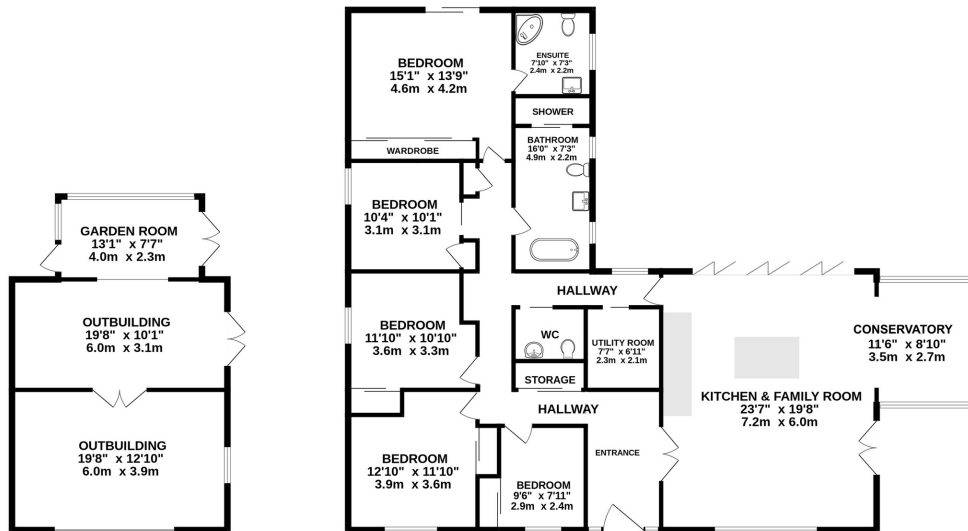 BEDROOM
15'1" x 13'9"
4.6m x 4.2m
ENSUITE
7'10" x 7'3"
2.4m x 2.2m
SHOWER
WARDROBE
BATHROOM
16'0" x 7'3"
4.9m x 2.2m
BEDROOM
10'4" x 10'1"
3.1m x 3.1m
GARDEN ROOM
13'1" x 7'7"
4.0m x 2.3m
HALLWAY
OUTBUILDING
19'8" x 10'1"
6.0m x 3.1m
BEDROOM
11'10" x 10'10"
3.6m x 3.3m
WC
UTILITY ROOM
7'7" x 6'11"
2.3m x 2.1m
CONSERVATORY
11'6" x 8'10"
3.5m x 2.7m
STORAGE
KITCHEN & FAMILY ROOM
23'7" x 19'8"
7.2m x 6.0m
HALLWAY
OUTBUILDING
19'8" x 12'10"
6.0m x 3.9m
BEDROOM
12'10" x 11'10"
3.9m x 3.6m
ENTRANCE
BEDROOM
9'6" x 7'11"
2.9m x 2.4m